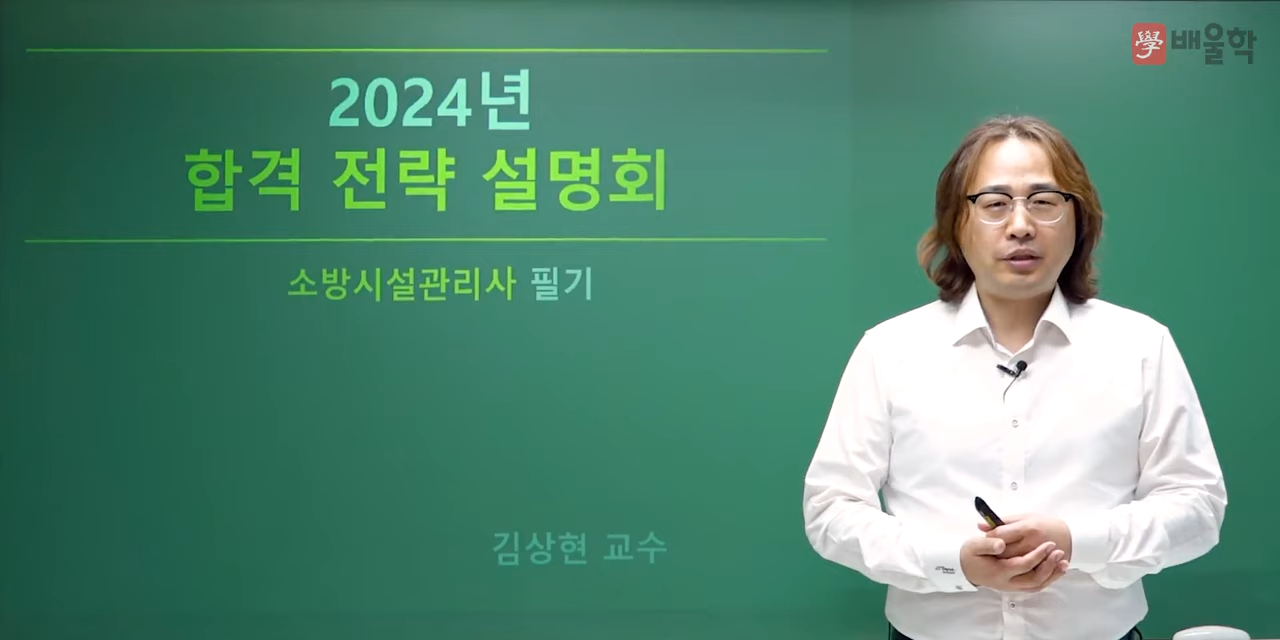 學 배울학
2024년
합격 전략 설명회
소방시설관리사 필기
김상현 교수